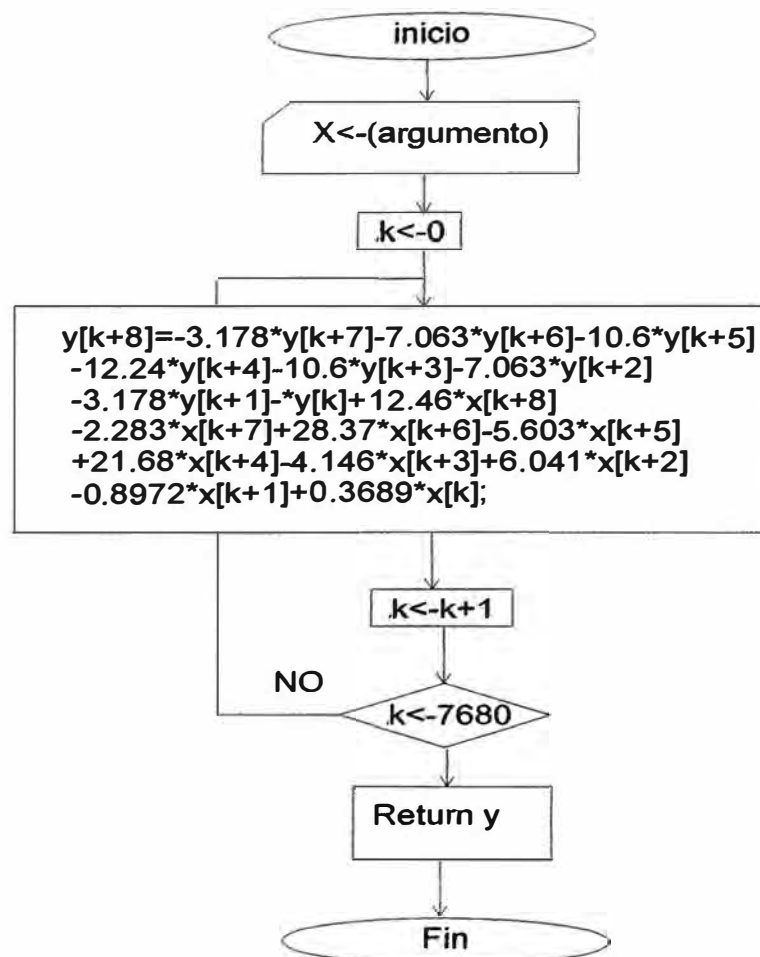 inicio
X<-(argumento)
.k<-0
y[k+8]=-3.178*y[k+7]-7.063*y[k+6]-10.6*y[k+5]
-12.24*y[k+4]-10.6*y[k+3]-7.063*y[k+2]
-3.178*y[k+1]-*y[k]+12.46*x[k+8]
-2.283*x[k+7]+28.37*x[k+6]-5.603*x[k+5]
+21.68*x[k+4]-4.146*x[k+3]+6.041*x[k+2]
-0.8972*x[k+1]+0.3689*x[k];
.k<-k+1
NO
.k<-7680
Return y
Fin